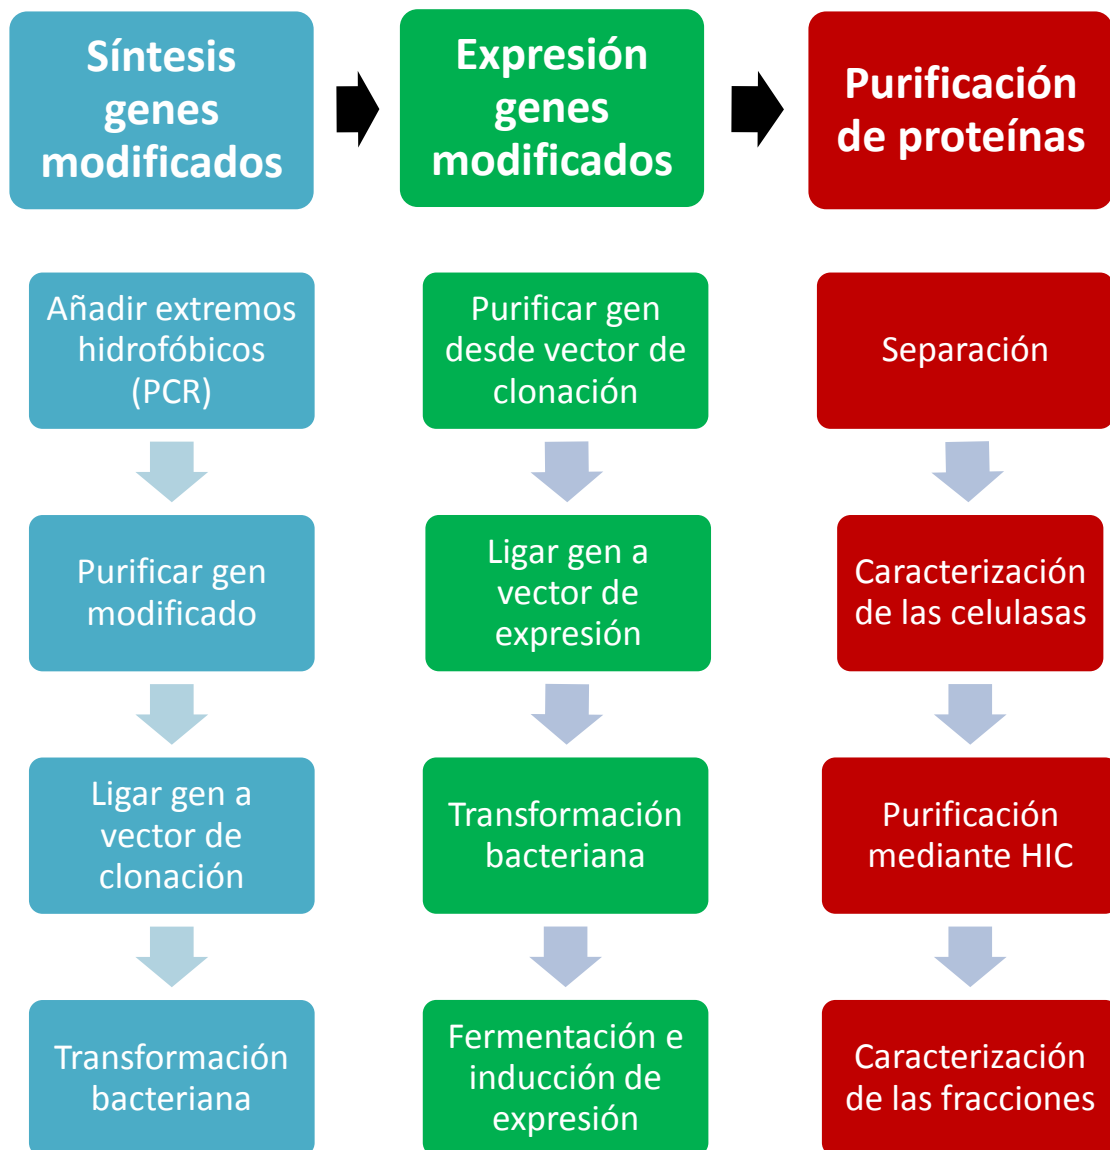 Síntesis
genes
modificados
Expresión
genes
modificados
Purificación
de proteínas
Añadir extremos
hidrofóbicos
(PCR)
Purificar gen
modificado
Ligar gen a
vector de
clonación
Transformación
bacteriana
Purificar gen
desde vector de
clonación
Ligar gen a
vector de
expresión
Transformación
bacteriana
Fermentación e
inducción de
expresión
Separación
Caracterización
de las celulasas
Purificación
mediante HIC
Caracterización
de las fracciones